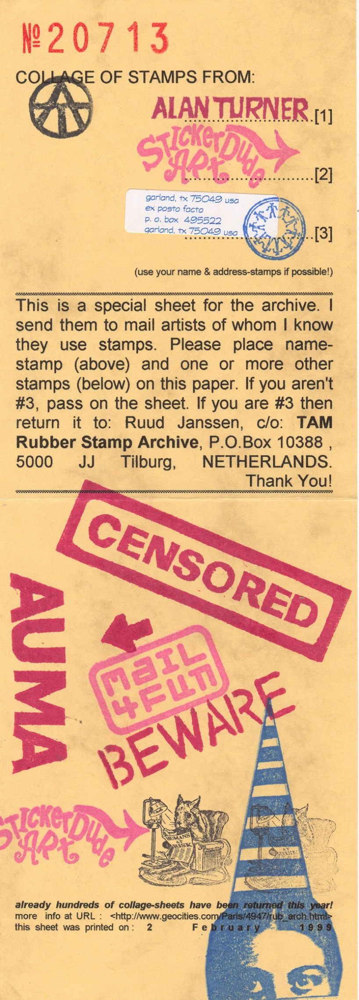 № 20713
COLLAGE OF STAMPS FROM:
ALAN TURNER [1]
STICKERDUDE
ART [2]
garland, tx 75049 usa
ex posto facto
p. o. box 495522
garland, tx 75049 usa
[3]
(use your name & address-stamps if possible!)
This is a special sheet for the archive. I
send them to mail artists of whom I know
they use stamps. Please place name-
stamp (above) and one or more other
stamps (below) on this paper. If you aren't
#3, pass on the sheet. If you are #3 then
return it to: Ruud Janssen, c/o: TAM
Rubber Stamp Archive, P.O.Box 10388 ,
5000 JJ Tilburg, NETHERLANDS.
Thank You!
CENSORED
AUMA
MaIL
4FUn
BEWARE
STICKERDUDE
ART
HUMANS
AT
RISK
AT
RISK
already hundreds of collage-sheets have been returned this year!
more info at URL : <http://www.geocities.com/Paris/4947/rub_arch.html>
this sheet was printed on : 2 February 1999